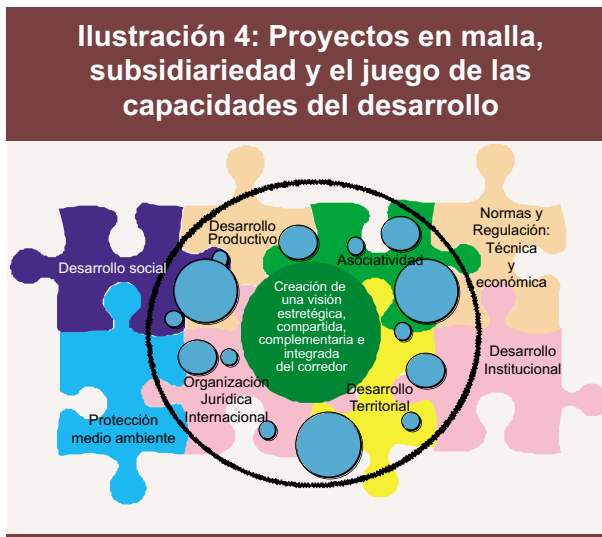 Ilustración 4: Proyectos en malla,
subsidiariedad y el juego de las
capacidades del desarrollo
Desarrollo social
Desarrollo
Productivo
Asociatividad
Normas y
Regulación:
Técnica
y
económica
Creación de
una visión
estretégica,
compartida,
complementaria e
integrada
del corredor
Protección
medio ambiente
Organización
Jurídica
Internacional
Desarrollo
Territorial
Desarrollo
Institucional